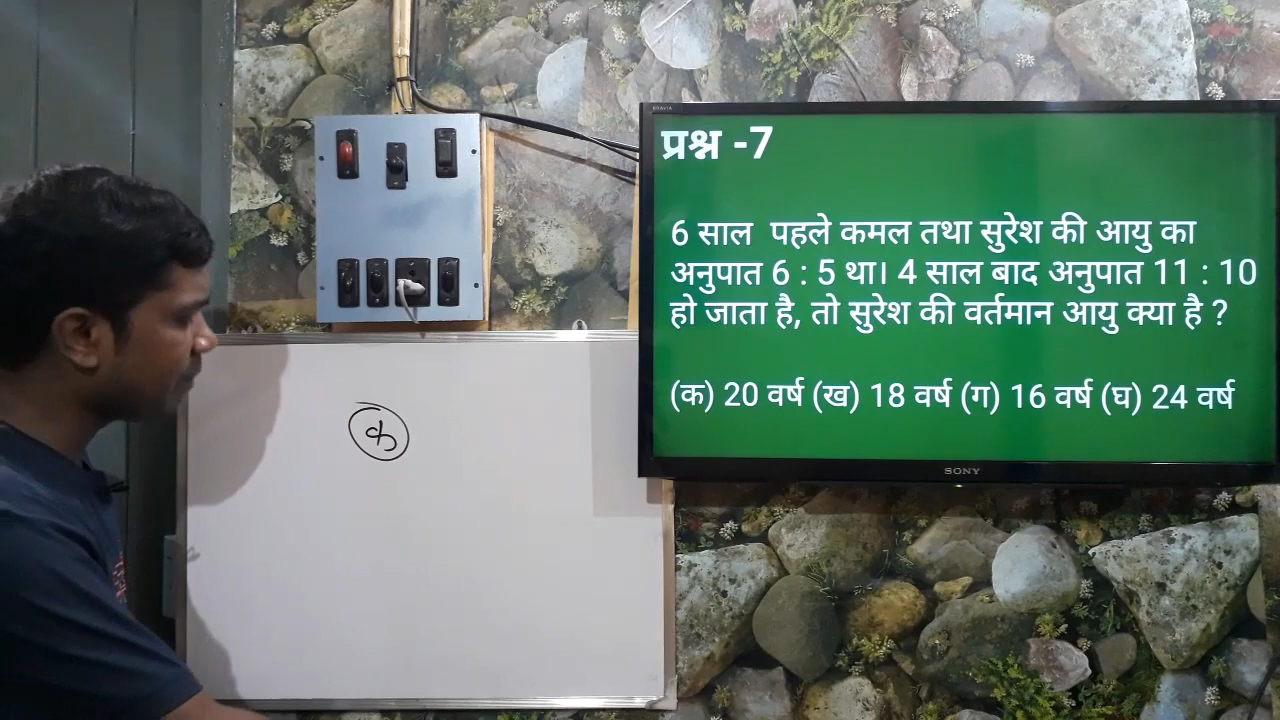 BRAVIA
प्रश्न -7
6 साल पहले कमल तथा सुरेश की आयु का
अनुपात 6 : 5 था। 4 साल बाद अनुपात 11 : 10
हो जाता है, तो सुरेश की वर्तमान आयु क्या है ?
(क) 20 वर्ष (ख) 18 वर्ष (ग) 16 वर्ष (घ) 24 वर्ष
SONY
क